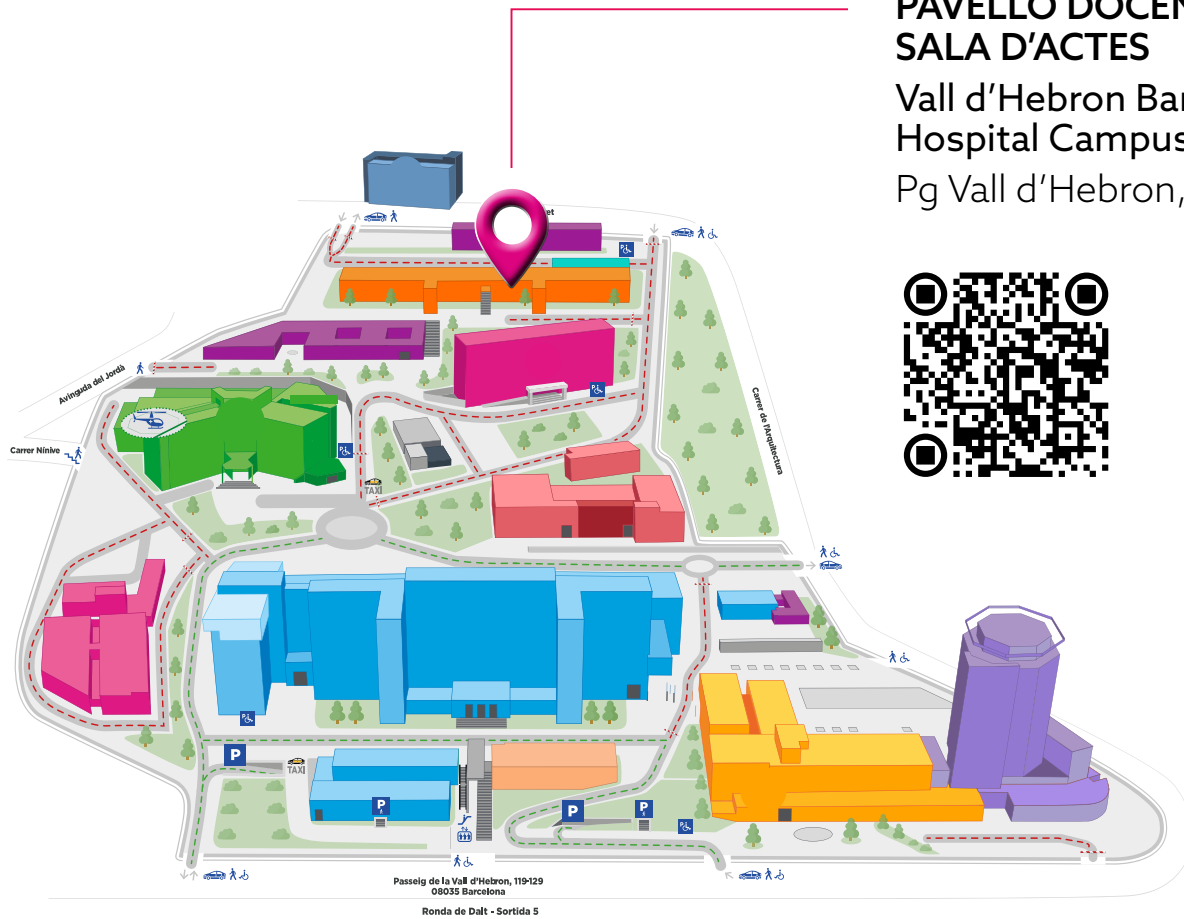 PAVELLÓ DOCEN
SALA D'ACTES
Vall d'Hebron Bar
Hospital Campus
Pg Vall d'Hebron,
et
Avinguda del Jordà
Carrer Nínive
Carrer de l'Arquitectura
TAXI
P
TAXI
P
P
P
Passeig de la Vall d'Hebron, 119-129
08035 Barcelona
Ronda de Dalt - Sortida 5